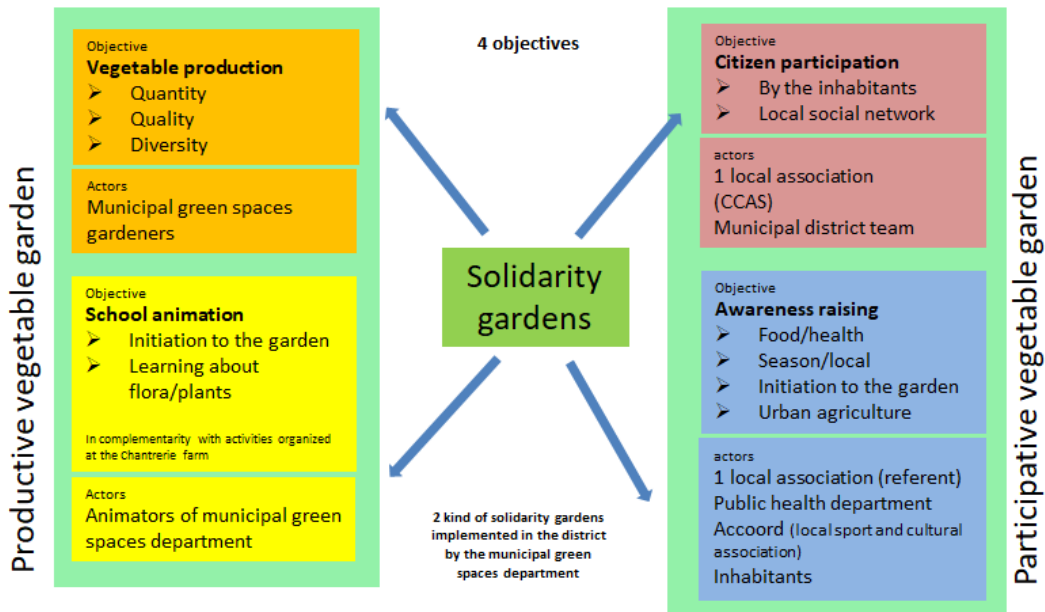 Productive vegetable garden
Objective
Vegetable production
➢ Quantity
➢ Quality
➢ Diversity
Actors
Municipal green spaces
gardeners
Objective
School animation
➢ Initiation to the garden
➢ Learning about
flora/plants
In complementarity with activities organized
at the Chantrerie farm
Actors
Animators of municipal green
spaces department
4 objectives
Solidarity
gardens
2 kind of solidarity gardens
implemented in the district
by the municipal green
spaces department
Objective
Citizen participation
➢ By the inhabitants
➢ Local social network
actors
1 local association
(CCAS)
Municipal district team
Objective
Awareness raising
➢ Food/health
➢ Season/local
➢ Initiation to the garden
➢ Urban agriculture
actors
1 local association (referent)
Public health department
Accoord (local sport and cultural
association)
Inhabitants
Participative vegetable garden